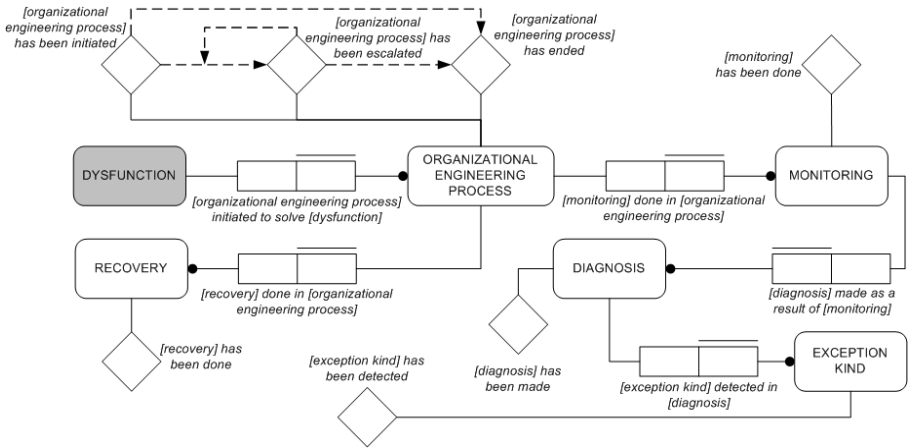 [organizational
engineering process]
has been initiated
[organizational
engineering process] has
been escalated
[organizational
engineering process]
has ended
[monitoring]
has been done
DYSFUNCTION
ORGANIZATIONAL
ENGINEERING
PROCESS
MONITORING
[organizational engineering process]
initiated to solve [dysfunction]
[monitoring] done in [organizational
engineering process]
RECOVERY
DIAGNOSIS
[recovery] done in [organizational
engineering process]
[diagnosis] made as a
result of [monitoring]
[recovery] has
been done
[diagnosis] has
been made
EXCEPTION
KIND
[exception kind] has
been detected
[exception kind] detected in
[diagnosis]